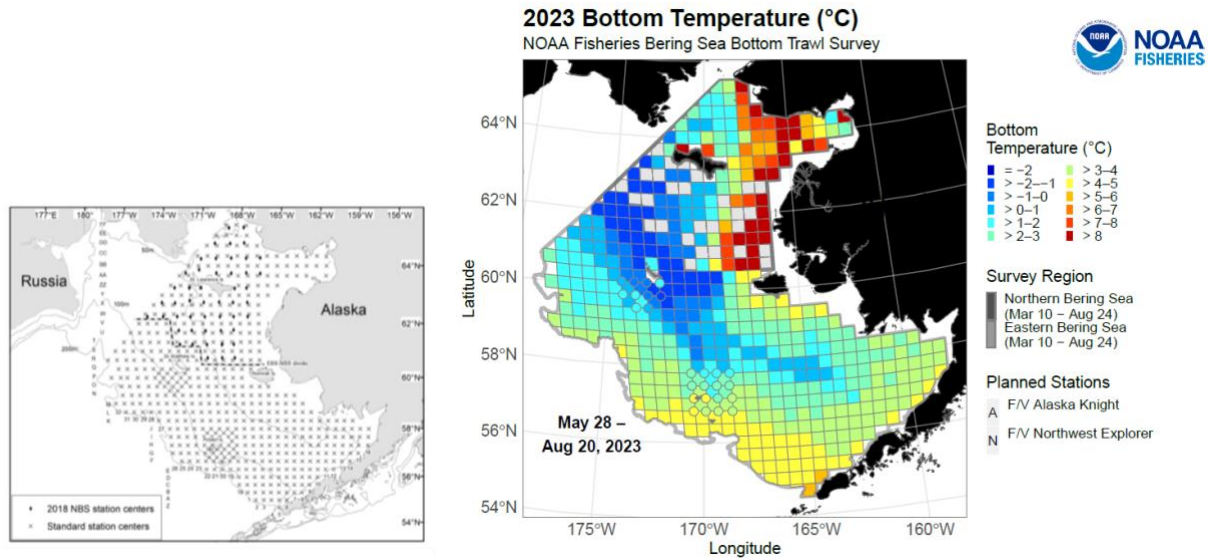 177°E 180° 177°W 174°W 171°W 168°W 165°W 162°W 159°W 156°W
50m
64°N
Russia
100m
Alaska
62°N
200m
60°N
58°N
56°N
2018 NBS station centers
Standard station centers
54°N
2023 Bottom Temperature (°C)
NOAA Fisheries Bering Sea Bottom Trawl Survey
64°N
62°N
60°N
58°N
56°N
54°N
Latitude
May 28 –
Aug 20, 2023
175°W 170°W 165°W 160°W
Longitude
NOAA
NOAA
FISHERIES
Bottom
Temperature (°C)
= -2 > 3–4
> -2–-1 > 4–5
> -1–0 > 5–6
> 0–1 > 6–7
> 1–2 > 7–8
> 2–3 > 8
Survey Region
Northern Bering Sea
(Mar 10 – Aug 24)
Eastern Bering Sea
(Mar 10 – Aug 24)
Planned Stations
A F/V Alaska Knight
N F/V Northwest Explorer